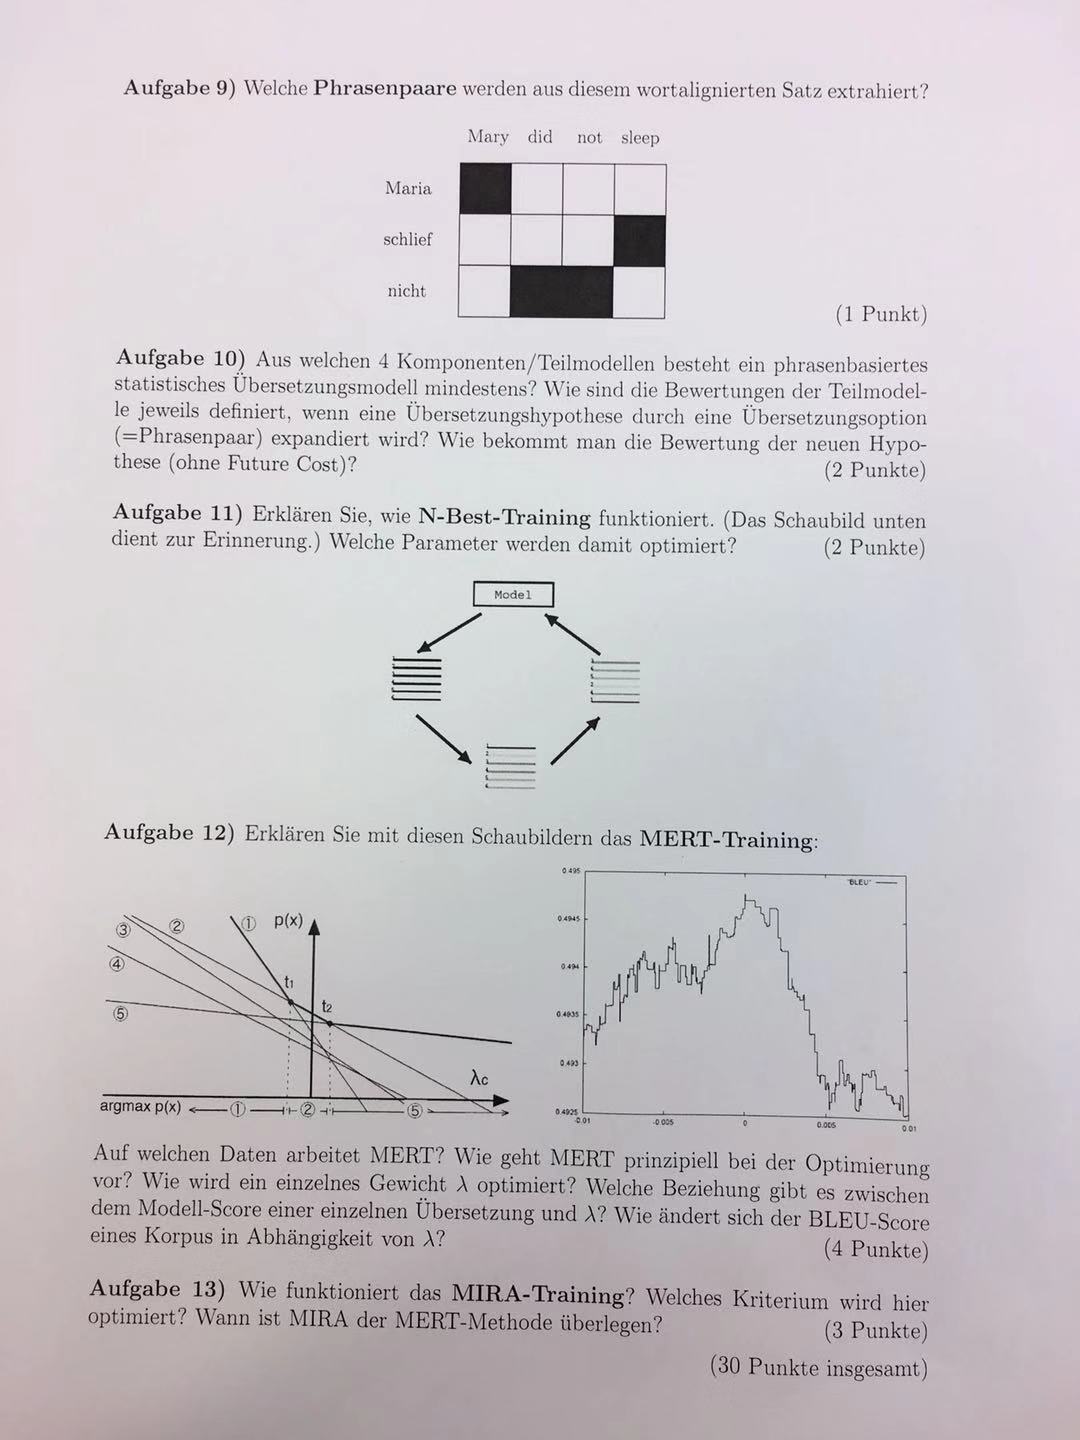 Aufgabe 9) Welche Phrasenpaare werden aus diesem wortalignierten Satz extrahiert?
Mary did not sleep
Maria
schlief
nicht
(1 Punkt)
Aufgabe 10) Aus welchen 4 Komponenten/Teilmodellen besteht ein phrasenbasiertes
statistisches Übersetzungsmodell mindestens? Wie sind die Bewertungen der Teilmodel-
le jeweils definiert, wenn eine Übersetzungshypothese durch eine Übersetzungsoption
(=Phrasenpaar) expandiert wird? Wie bekommt man die Bewertung der neuen Hypo-
these (ohne Future Cost)? (2 Punkte)
Aufgabe 11) Erklären Sie, wie N-Best-Training funktioniert. (Das Schaubild unten
dient zur Erinnerung.) Welche Parameter werden damit optimiert? (2 Punkte)
Model
Aufgabe 12) Erklären Sie mit diesen Schaubildern das MERT-Training:
③ ② ① p(x)
④
t1
⑤
t2
λc
argmax p(x) ① ② ⑤
0.495
"BLEU"
0.4945
0.494
0.4935
0.493
0.4925
-0.01 -0.005 0 0.005 0.01
Auf welchen Daten arbeitet MERT? Wie geht MERT prinzipiell bei der Optimierung
vor? Wie wird ein einzelnes Gewicht λ optimiert? Welche Beziehung gibt es zwischen
dem Modell-Score einer einzelnen Übersetzung und λ? Wie ändert sich der BLEU-Score
eines Korpus in Abhängigkeit von λ? (4 Punkte)
Aufgabe 13) Wie funktioniert das MIRA-Training? Welches Kriterium wird hier
optimiert? Wann ist MIRA der MERT-Methode überlegen? (3 Punkte)
(30 Punkte insgesamt)